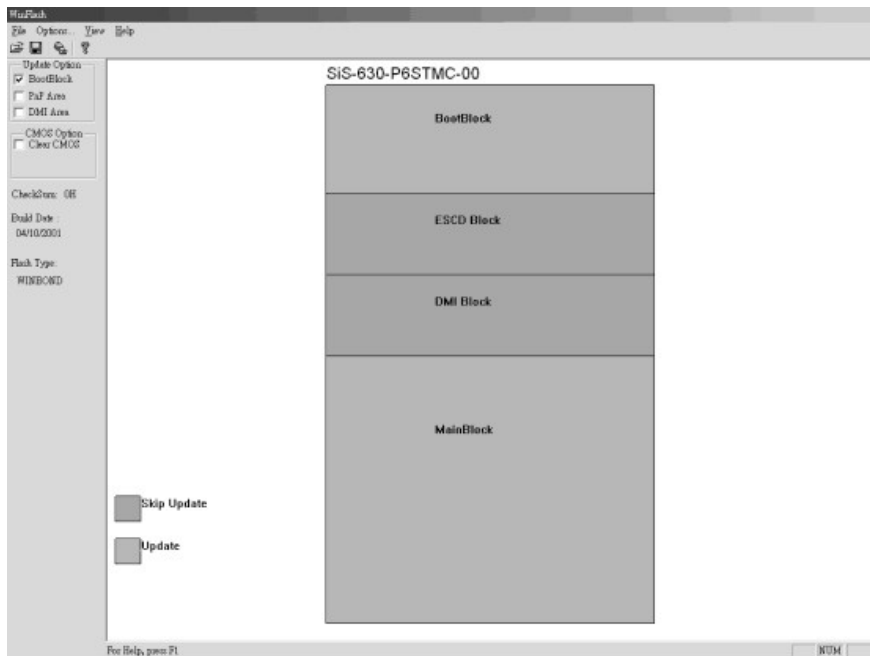 WinFlash
File Options... View Help
Update Option
BootBlock
PnP Area
DMI Area
CMOS Option
Clear CMOS
CheckSum: 0H
Build Date :
04/10/2001
Flash Type:
WINBOND
SiS-630-P6STMC-00
BootBlock
ESCD Block
DMI Block
MainBlock
Skip Update
Update
For Help, press F1
NUM